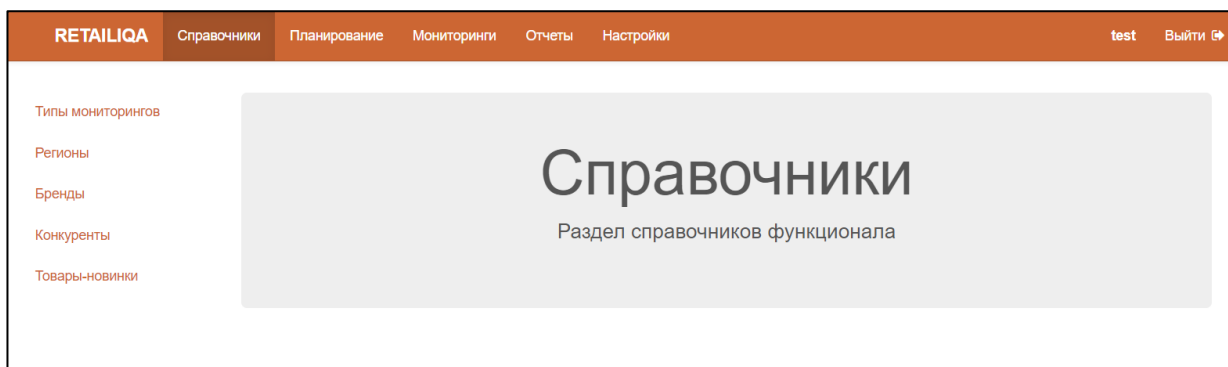 RETAILIQA Справочники Планирование Мониторинги Отчеты Настройки test Выйти
Типы мониторингов
Регионы
Бренды
Конкуренты
Товары-новинки
Справочники
Раздел справочников функционала